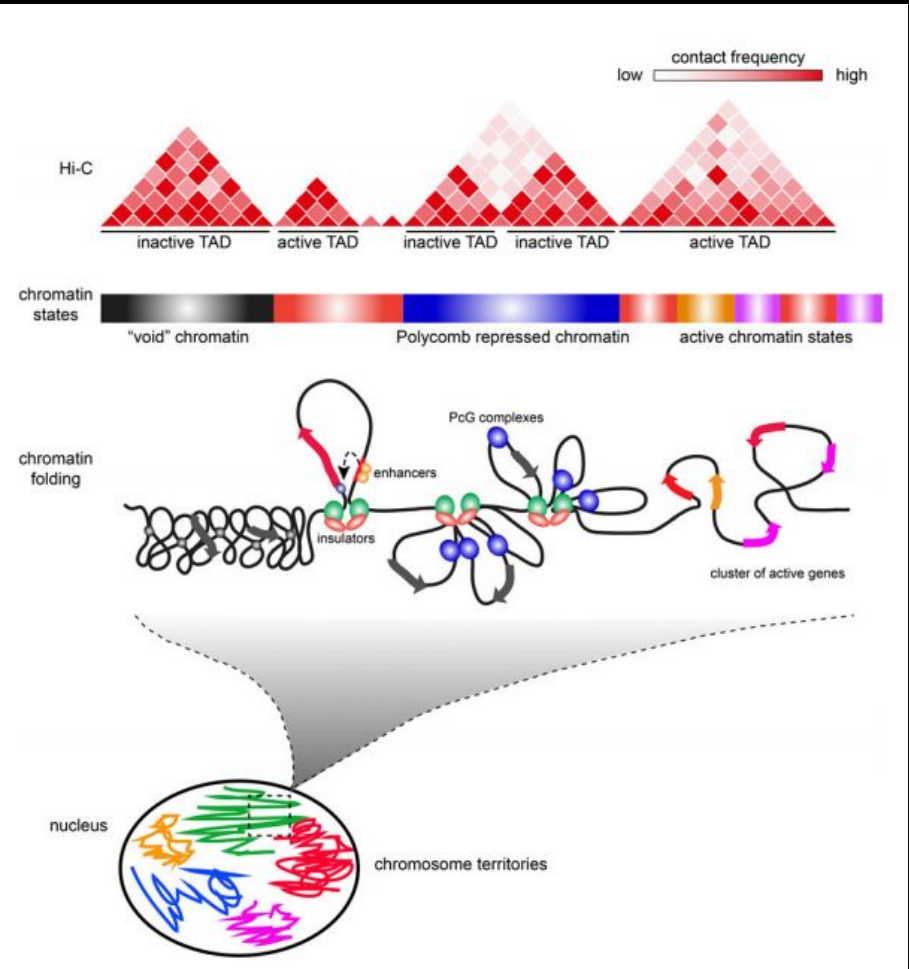 contact frequency
low high
Hi-C
inactive TAD active TAD inactive TAD inactive TAD active TAD
chromatin
states
“void” chromatin Polycomb repressed chromatin active chromatin states
PcG complexes
chromatin
folding
enhancers
insulators
cluster of active genes
nucleus
chromosome territories